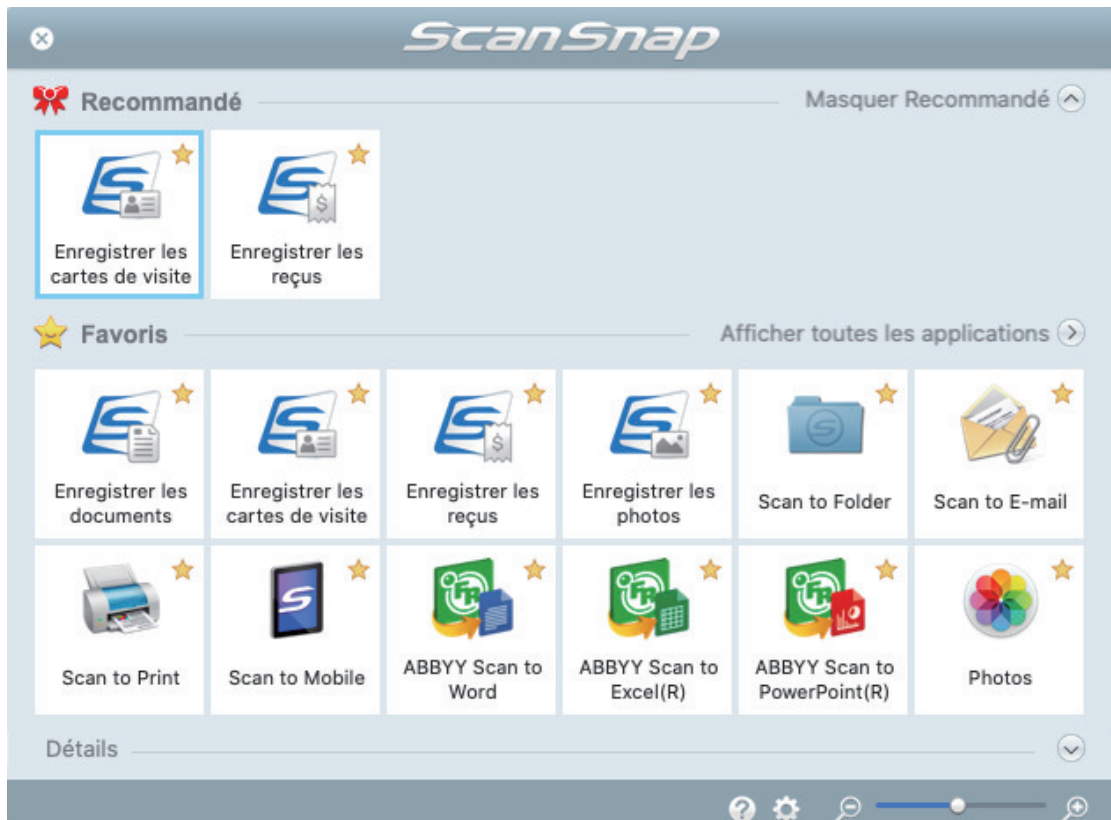 ScanSnap
Recommandé
Masquer Recommandé
Enregistrer les
cartes de visite
Enregistrer les
reçus
Favoris
Afficher toutes les applications
Enregistrer les
documents
Enregistrer les
cartes de visite
Enregistrer les
reçus
Enregistrer les
photos
Scan to Folder
Scan to E-mail
Scan to Print
Scan to Mobile
ABBYY Scan to
Word
ABBYY Scan to
Excel(R)
ABBYY Scan to
PowerPoint(R)
Photos
Détails